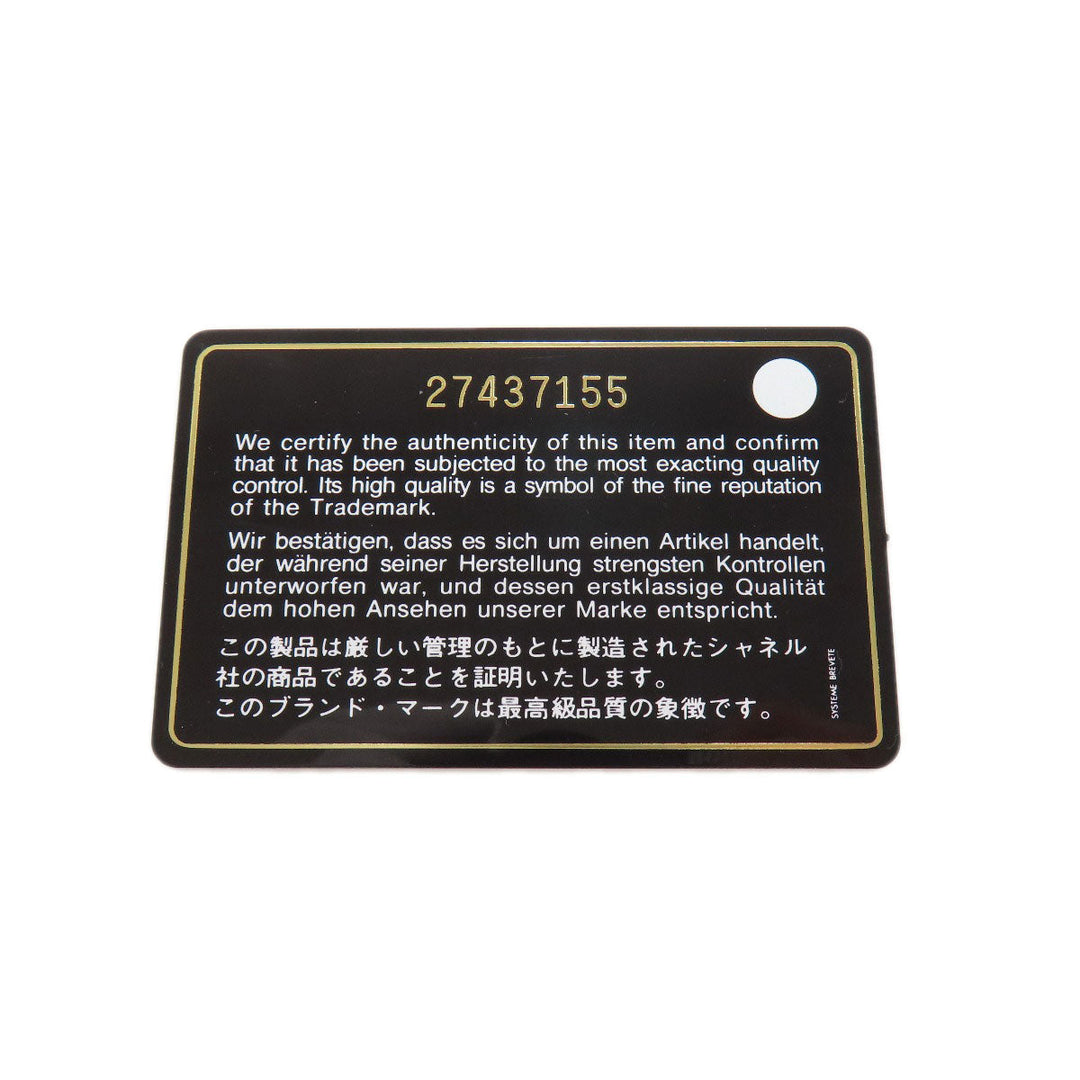 27437155
We certify the authenticity of this item and confirm
that it has been subjected to the most exacting quality
control. Its high quality is a symbol of the fine reputation
of the Trademark.
Wir bestätigen, dass es sich um einen Artikel handelt,
der während seiner Herstellung strengsten Kontrollen
unterworfen war, und dessen erstklassige Qualität
dem hohen Ansehen unserer Marke entspricht.
この製品は厳しい管理のもとに製造されたシャネル
社の商品であることを証明いたします。
このブランド・マークは最高級品質の象徴です。
SYSTEME BREVETE